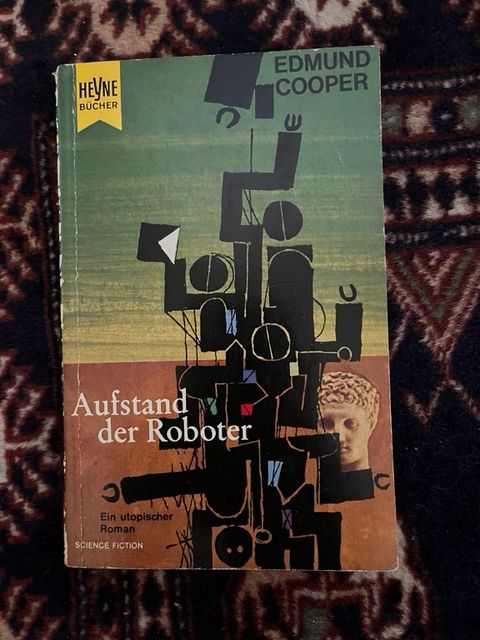 HEYNE
BÜCHER
EDMUND
COOPER
Aufstand
der Roboter
Ein utopischer
Roman
SCIENCE FICTION